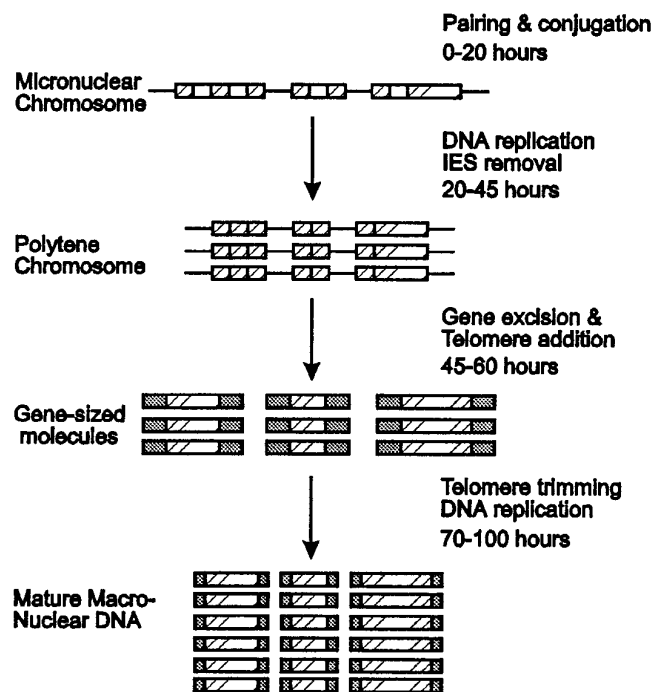 Pairing & conjugation
0-20 hours
Micronuclear
Chromosome
DNA replication
IES removal
20-45 hours
Polytene
Chromosome
Gene excision &
Telomere addition
45-60 hours
Gene-sized
molecules
Telomere trimming
DNA replication
70-100 hours
Mature Macro-
Nuclear DNA